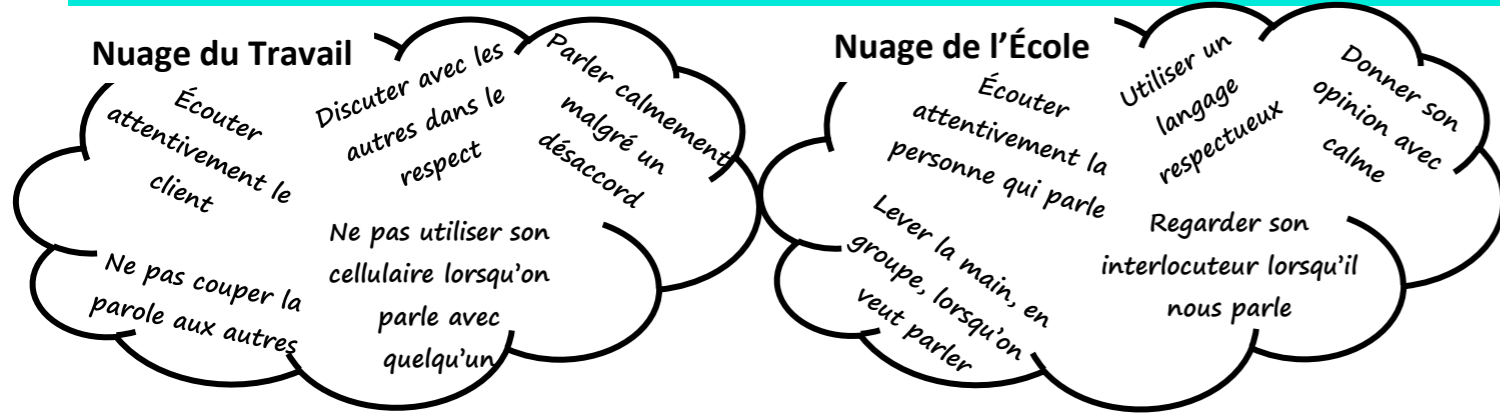 Nuage du Travail
Écouter
attentivement le
client
Discuter avec les
autres dans le
respect
Parler calmement
malgré un
désaccord
Ne pas couper la
parole aux autres
Ne pas utiliser son
cellulaire lorsqu'on
parle avec
quelqu'un
Nuage de l'École
Écouter
attentivement la
personne qui parle
Utiliser un
langage
respectueux
Donner son
opinion avec
calme
Lever la main, en
groupe, lorsqu'on
veut parler
Regarder son
interlocuteur lorsqu'il
nous parle